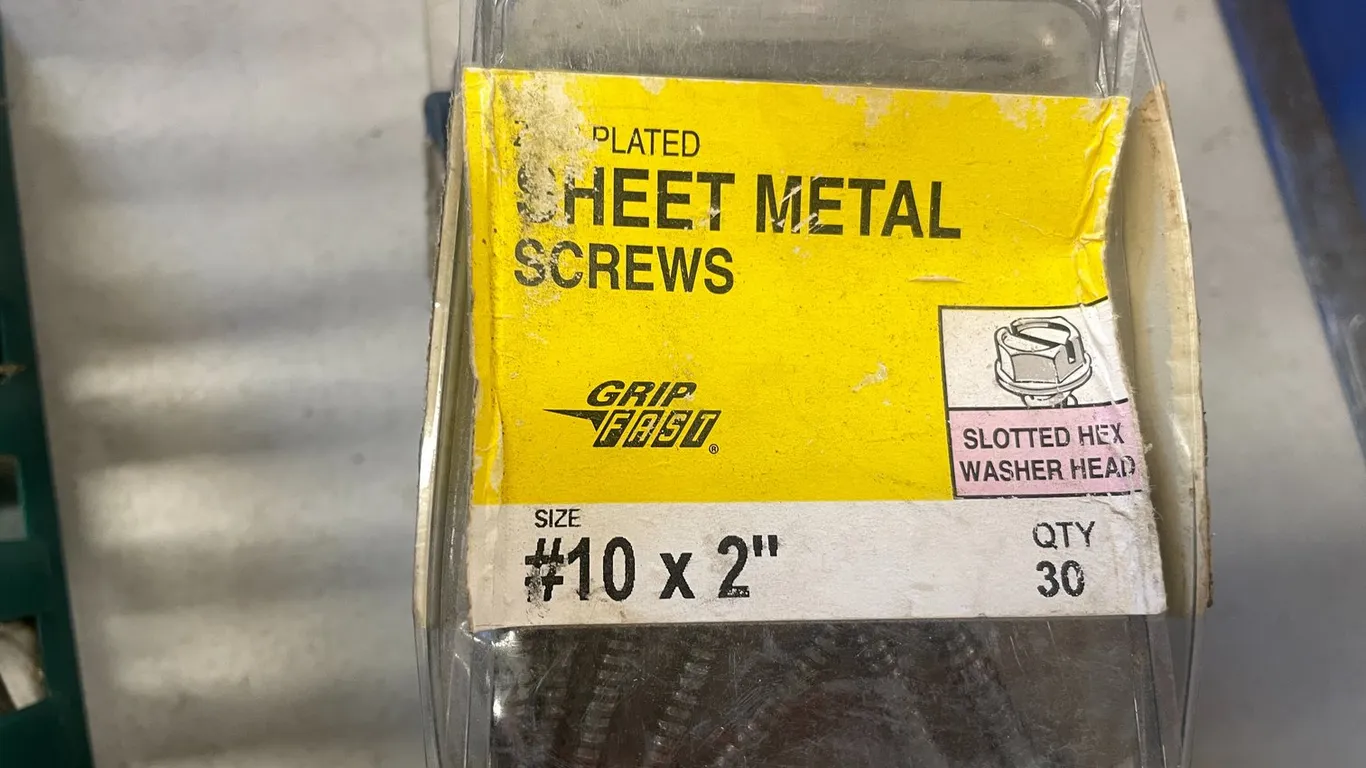 PLATED
SHEET METAL
SCREWS
GRIP
FAST®
SLOTTED HEX
WASHER HEAD
SIZE
#10 x 2"
QTY
30